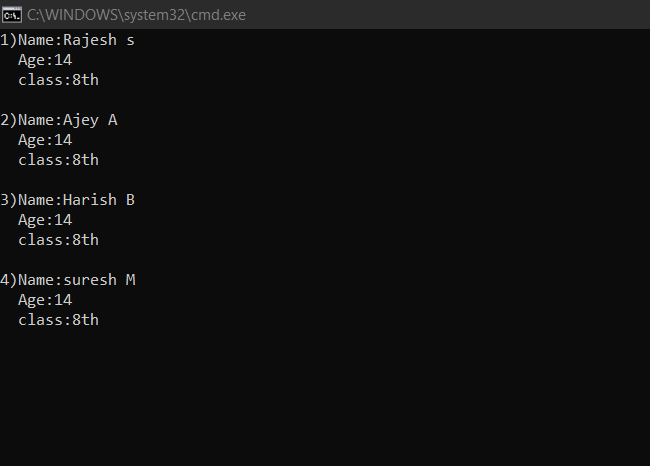 C:\WINDOWS\system32\cmd.exe
1)Name:Rajesh s
Age:14
class:8th
2)Name:Ajey A
Age:14
class:8th
3)Name:Harish B
Age:14
class:8th
4)Name:suresh M
Age:14
class:8th